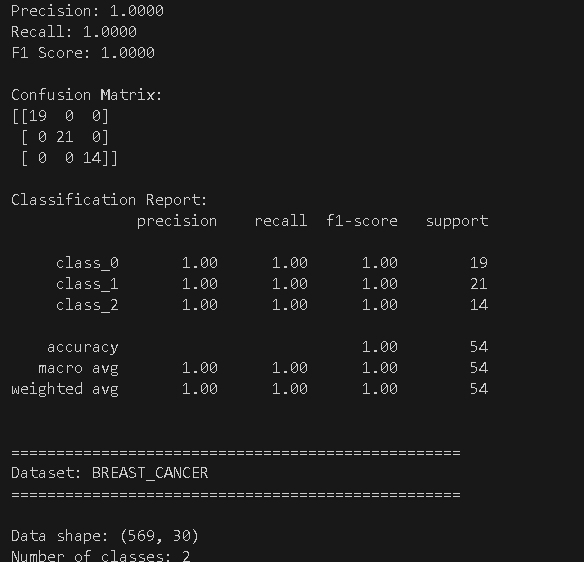 Precision: 1.0000
Recall: 1.0000
F1 Score: 1.0000
Confusion Matrix:
[[19  0  0]
 [ 0 21  0]
 [ 0  0 14]]
Classification Report:
              precision    recall  f1-score   support
     class_0       1.00      1.00      1.00        19
     class_1       1.00      1.00      1.00        21
     class_2       1.00      1.00      1.00        14
    accuracy                           1.00        54
   macro avg       1.00      1.00      1.00        54
weighted avg       1.00      1.00      1.00        54
==================================================
Dataset: BREAST_CANCER
==================================================
Data shape: (569, 30)
Number of classes: 2